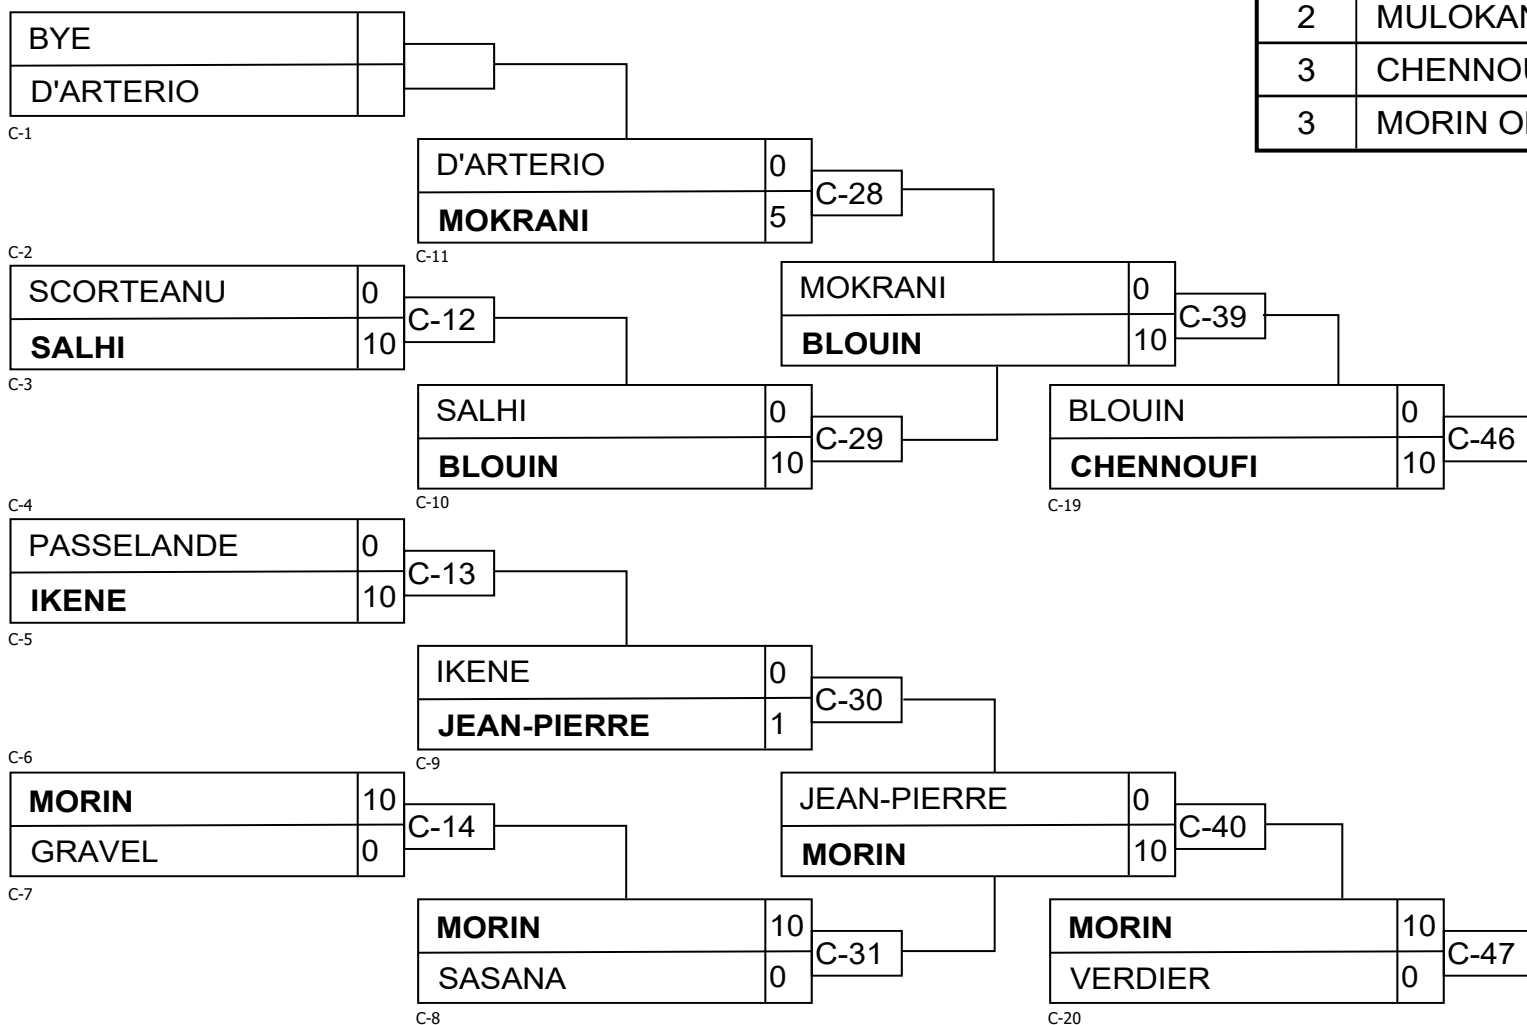 2 MULOKAN
3 CHENNOU
3 MORIN O
BYE
D'ARTERIO
C-1
D'ARTERIO 0
MOKRANI 5
C-28
C-11
C-2
SCORTEANU 0
SALHI 10
C-12
C-3
MOKRANI 0
BLOUIN 10
C-39
SALHI 0
BLOUIN 10
C-29
C-10
BLOUIN 0
CHENNOUFI 10
C-46
C-19
C-4
PASSELANDE 0
IKENE 10
C-13
C-5
IKENE 0
JEAN-PIERRE 1
C-30
C-9
C-6
MORIN 10
GRAVEL 0
C-14
C-7
JEAN-PIERRE 0
MORIN 10
C-40
MORIN 10
SASANA 0
C-31
C-8
MORIN 10
VERDIER 0
C-47
C-20